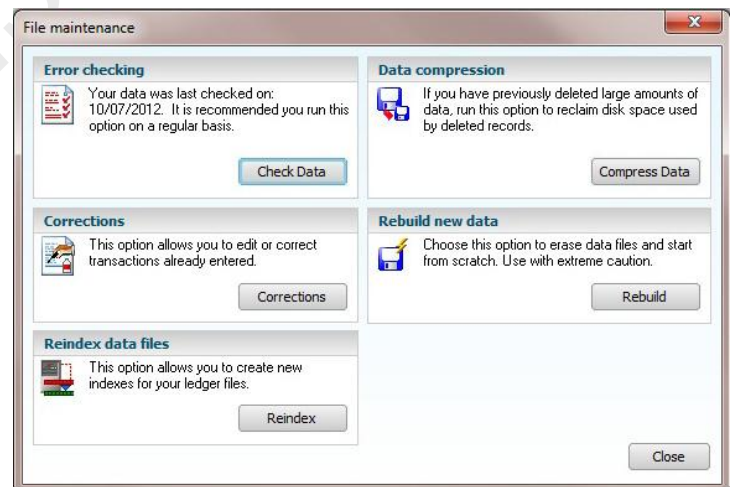 File maintenance
Error checking
Your data was last checked on:
10/07/2012. It is recommended you run this
option on a regular basis.
Check Data
Data compression
If you have previously deleted large amounts of
data, run this option to reclaim disk space used
by deleted records.
Compress Data
Corrections
This option allows you to edit or correct
transactions already entered.
Corrections
Rebuild new data
Choose this option to erase data files and start
from scratch. Use with extreme caution.
Rebuild
Reindex data files
This option allows you to create new
indexes for your ledger files.
Reindex
Close